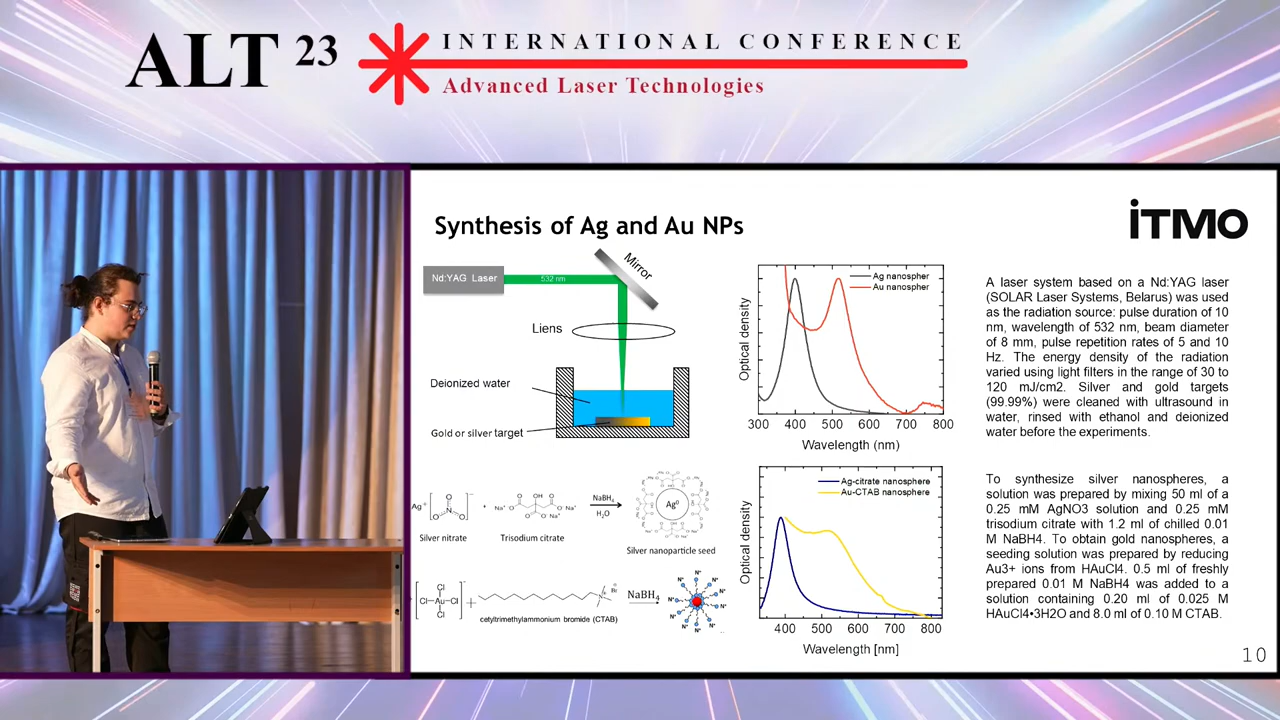 ALT 23
INTERNATIONAL CONFERENCE
Advanced Laser Technologies
iTMO
Synthesis of Ag and Au NPs
Nd:YAG Laser
532 nm
Mirror
Liens
Deionized water
Gold or silver target
Ag nanospher
Au nanospher
Optical density
300 400 500 600 700 800
Wavelength (nm)
A laser system based on a Nd:YAG laser
(SOLAR Laser Systems, Belarus) was used
as the radiation source: pulse duration of 10
nm, wavelength of 532 nm, beam diameter
of 8 mm, pulse repetition rates of 5 and 10
Hz. The energy density of the radiation
varied using light filters in the range of 30 to
120 mJ/cm2. Silver and gold targets
(99.99%) were cleaned with ultrasound in
water, rinsed with ethanol and deionized
water before the experiments.
Ag+
Silver nitrate
Trisodium citrate
NaBH4
H2O
Ag0
Silver nanoparticle seed
Cl
Cl—Au—Cl
Cl
cetyltrimethylammonium bromide (CTAB)
NaBH4
Ag-citrate nanosphere
Au-CTAB nanosphere
Optical density
400 500 600 700 800
Wavelength [nm]
To synthesize silver nanospheres, a
solution was prepared by mixing 50 ml of a
0.25 mM AgNO3 solution and 0.25 mM
trisodium citrate with 1.2 ml of chilled 0.01
M NaBH4. To obtain gold nanospheres, a
seeding solution was prepared by reducing
Au3+ ions from HAuCl4. 0.5 ml of freshly
prepared 0.01 M NaBH4 was added to a
solution containing 0.20 ml of 0.025 M
HAuCl4•3H2O and 8.0 ml of 0.10 M CTAB.
10